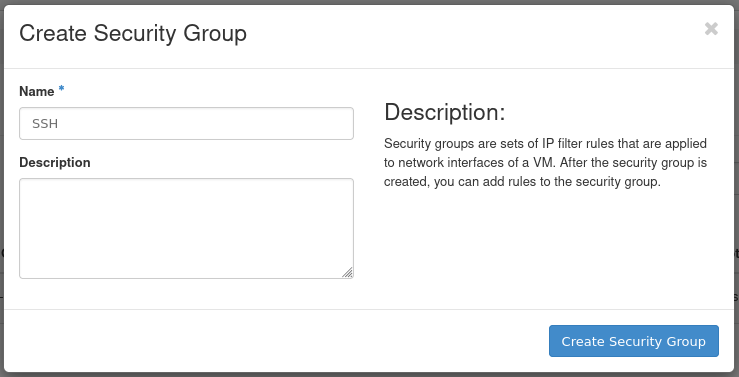 Create Security Group
✖
Name *
SSH
Description
Description:
Security groups are sets of IP filter rules that are applied
to network interfaces of a VM. After the security group is
created, you can add rules to the security group.
Create Security Group